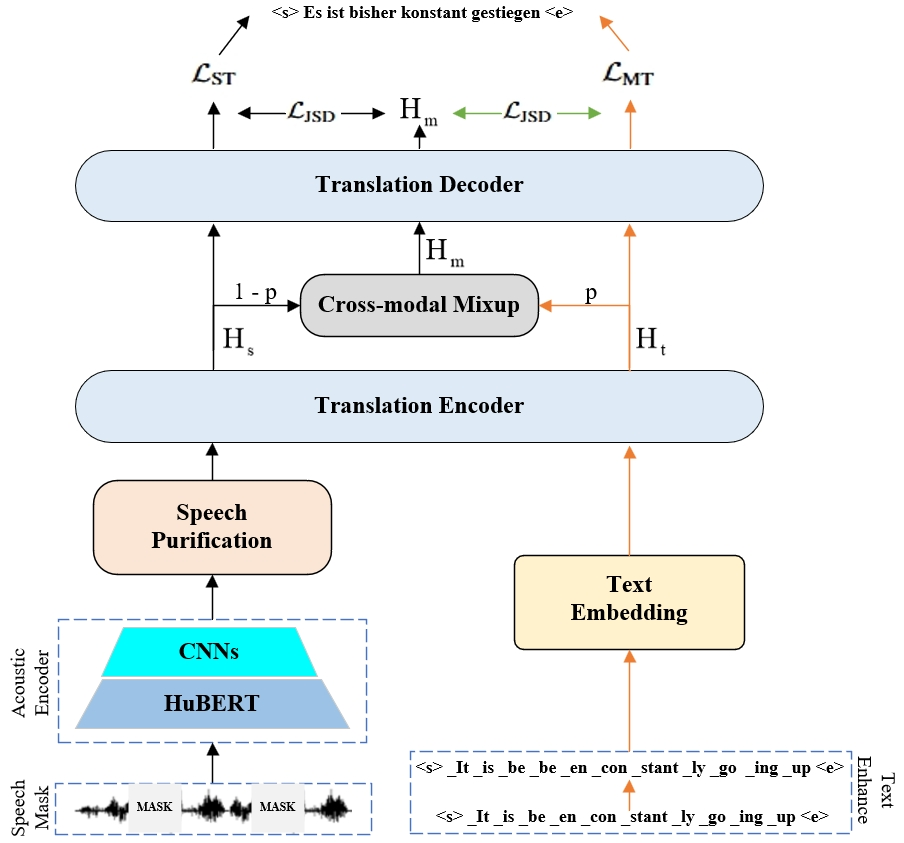 <s> Es ist bisher konstant gestiegen <e>
ℒST
ℒMT
ℒJSD
Hm
ℒJSD
Translation Decoder
Hm
1 - p
Cross-modal Mixup
p
Hs
Ht
Translation Encoder
Speech
Purification
Text
Embedding
Acoustic
Encoder
CNNs
HuBERT
<s> _It _is _be _be _en _con _stant _ly _go _ing _up <e>
Text
Enhance
Speech
Mask
MASK
MASK
<s> _It _is _be _en _con _stant _ly _go _ing _up <e>